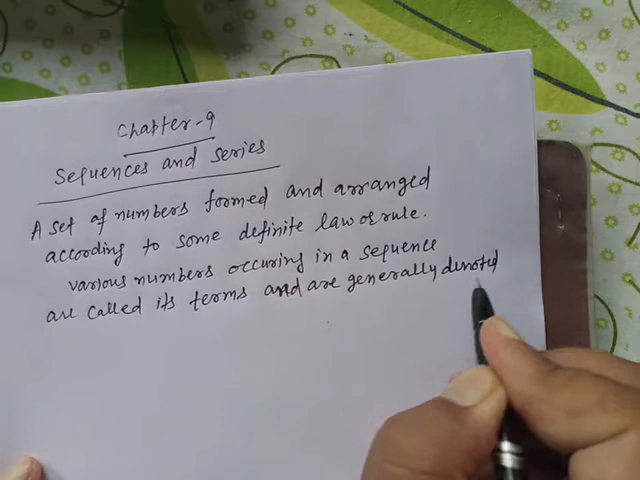 Chapter-9
Sequences and series
A set of numbers formed and arranged
according to some definite law or rule.
various numbers occuring in a sequence
are called its terms and are generally denoted